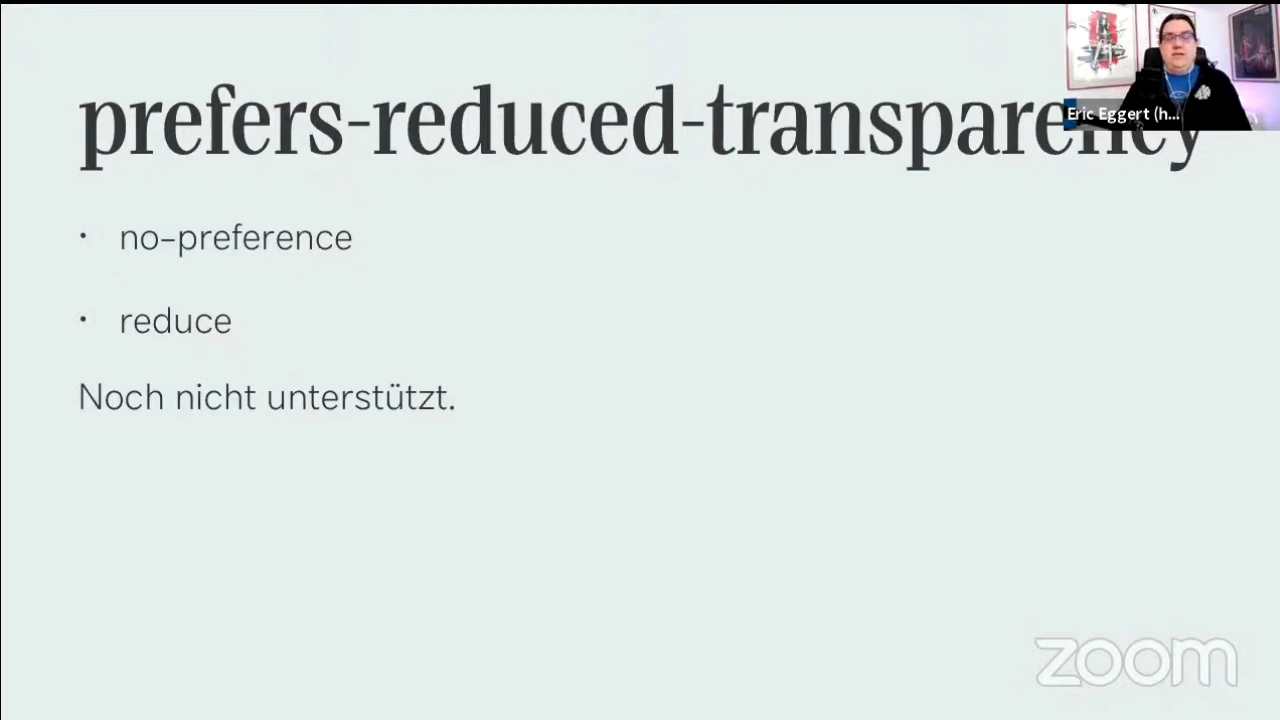 prefers-reduced-transparency
Eric Eggert (h...
• no-preference
• reduce
Noch nicht unterstützt.
zoom